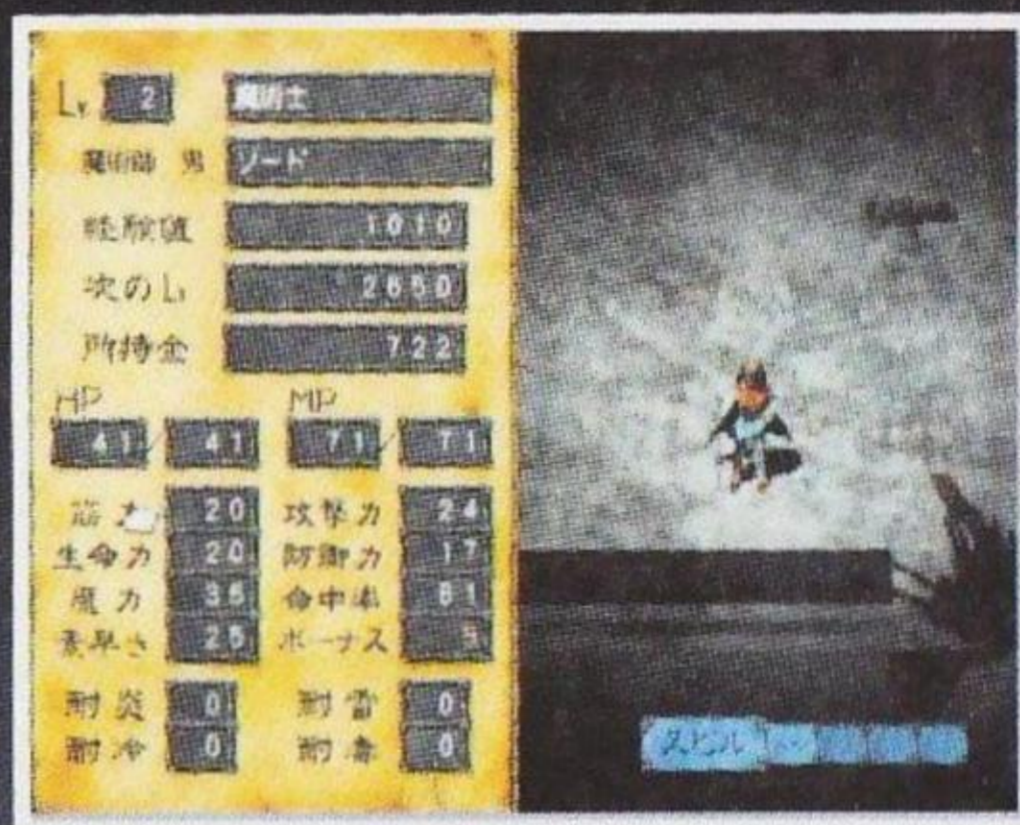 Lv 2 魔術士
魔術師 男 ソード
経験値 1010
次のLv 2650
所持金 722
HP MP
41/ 41 71/ 71
筋力 20 攻撃力 24
生命力 20 防御力 17
魔力 35 命中率 81
素早さ 25 ボーナス 5
耐炎 0 耐雷 0
耐冷 0 耐毒 0
スピル